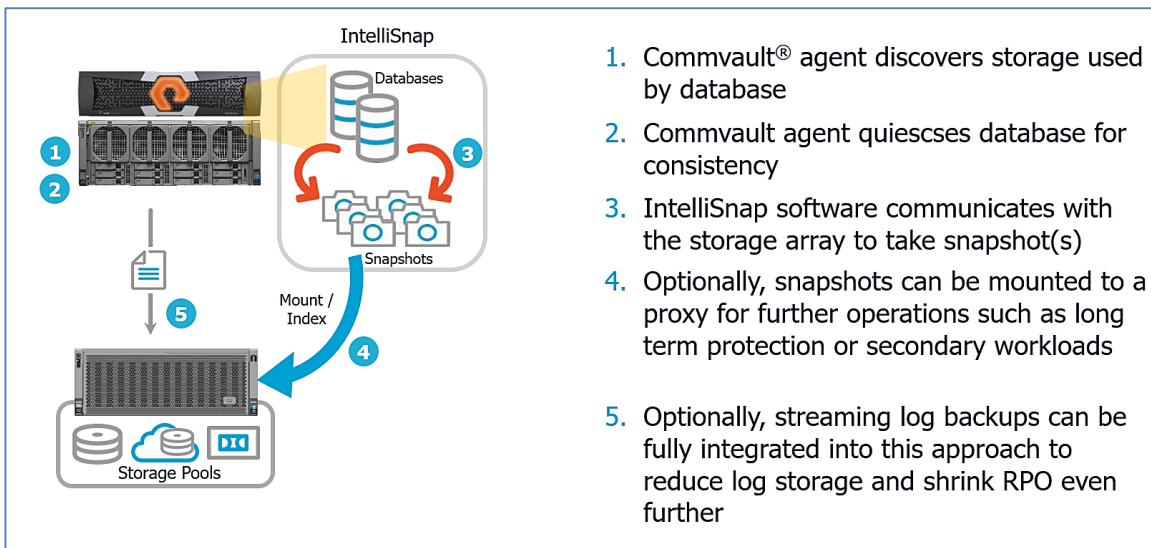 IntelliSnap
Databases
1
2
3
Snapshots
Mount /
Index
4
5
Storage Pools
1. Commvault® agent discovers storage used
by database
2. Commvault agent quiescses database for
consistency
3. IntelliSnap software communicates with
the storage array to take snapshot(s)
4. Optionally, snapshots can be mounted to a
proxy for further operations such as long
term protection or secondary workloads
5. Optionally, streaming log backups can be
fully integrated into this approach to
reduce log storage and shrink RPO even
further